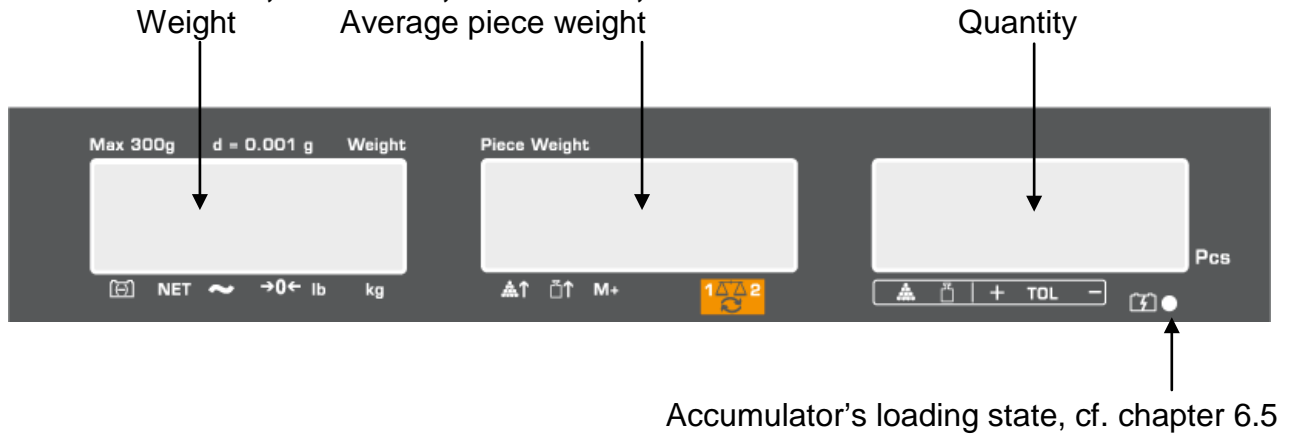 Weight Average piece weight Quantity
Max 300g d = 0.001 g Weight Piece Weight
Pcs
NET →0← lb kg M+ 1 2 + TOL −
Accumulator's loading state, cf. chapter 6.5